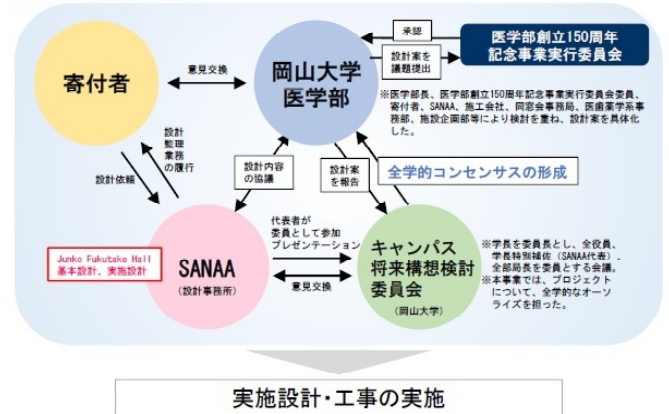 承認
医学部創立150周年
記念事業実行委員会
設計案を
議題提出
寄付者
意見交換
岡山大学
医学部
※医学部長、医学部創立150周年記念事業実行委員会委員、
寄付者、SANAA、施工会社、同窓会事務局、医歯薬学系事
務部、施設企画部等により検討を重ね、設計案を具体化
した。
設計
監理
業務
の履行
設計依頼
設計内容
の協議
設計案
を報告
全学的コンセンサスの形成
Junko Fukutake Hall
基本設計、実施設計
SANAA
(設計事務所)
代表者が
委員として参加
プレゼンテーション
意見交換
キャンパス
将来構想検討
委員会
(岡山大学)
※学長を委員長とし、全役員、
学長特別補佐(SANAA代表)、
全部局長を委員とする会議。
※本事業では、プロジェクト
について、全学的なオーソ
ライズを担った。
実施設計・工事の実施